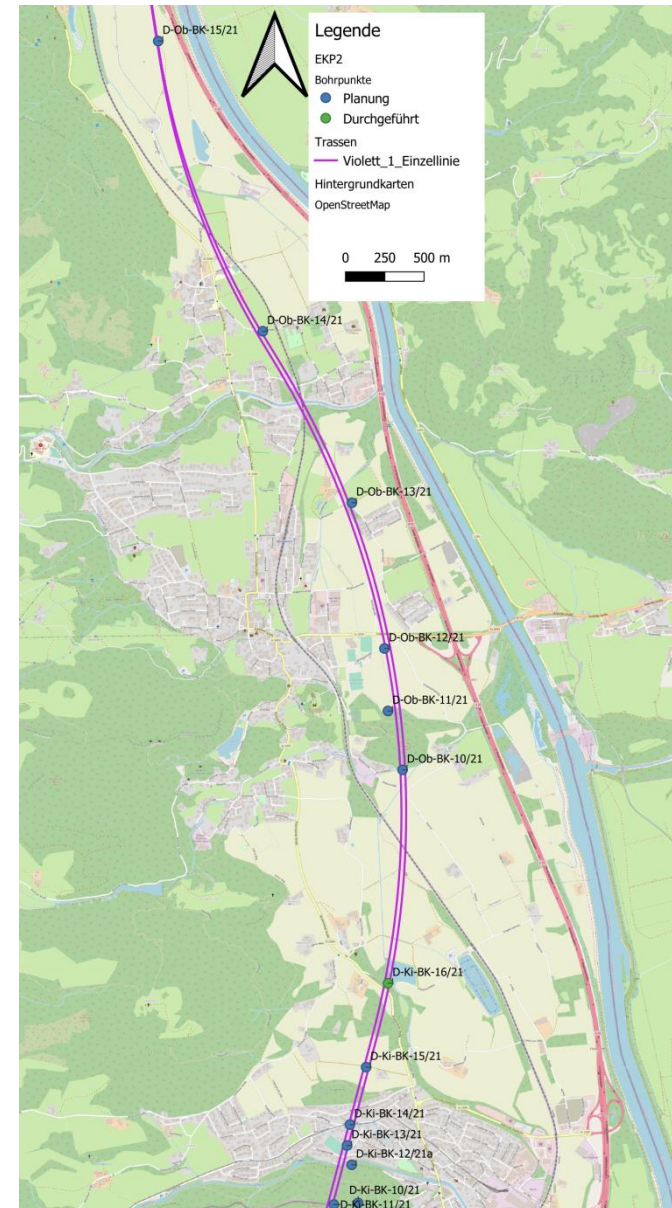 D-Ob-BK-15/21
Legende
EKP2
Bohrpunkte
Planung
Durchgeführt
Trassen
Violett_1_Einzellinie
Hintergrundkarten
OpenStreetMap
0 250 500 m
D-Ob-BK-14/21
D-Ob-BK-13/21
D-Ob-BK-12/21
D-Ob-BK-11/21
D-Ob-BK-10/21
D-Ki-BK-16/21
D-Ki-BK-15/21
D-Ki-BK-14/21
D-Ki-BK-13/21
D-Ki-BK-12/21a
D-Ki-BK-10/21
D-Ki-BK-11/21